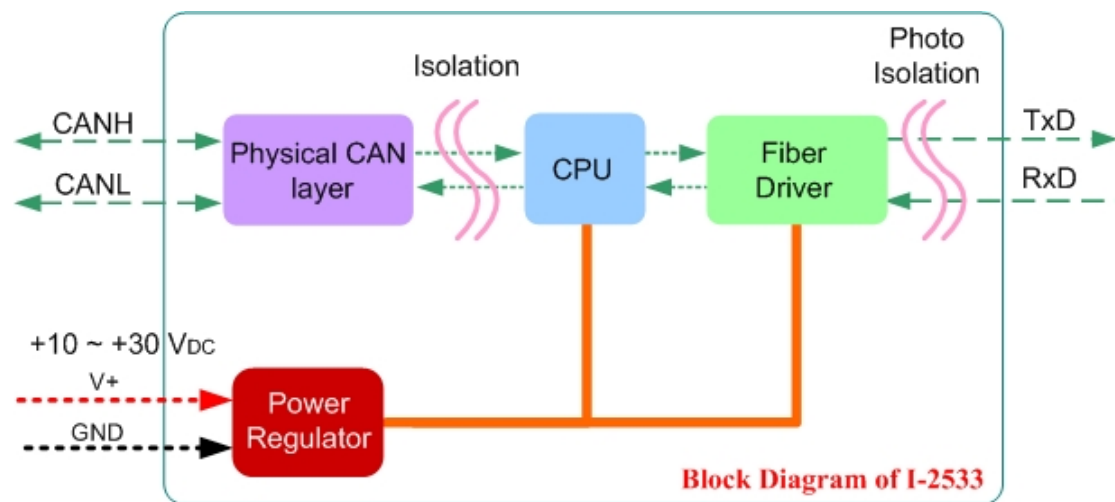 Isolation
Photo
Isolation
CANH
CANL
Physical CAN
layer
CPU
Fiber
Driver
TxD
RxD
+10 ~ +30 VDC
V+
GND
Power
Regulator
Block Diagram of I-2533